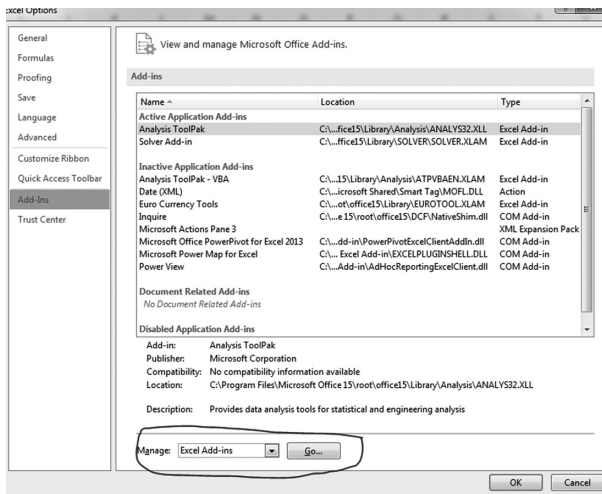 Excel Options
General
Formulas
Proofing
Save
Language
Advanced
Customize Ribbon
Quick Access Toolbar
Add-Ins
Trust Center
View and manage Microsoft Office Add-ins.
Add-ins
Name Location Type
Active Application Add-ins
Analysis ToolPak C:\...fice15\Library\Analysis\ANALYS32.XLL Excel Add-in
Solver Add-in C:\...ffice15\Library\SOLVER\SOLVER.XLAM Excel Add-in
Inactive Application Add-ins
Analysis ToolPak - VBA C:\...15\Library\Analysis\ATPVBAEN.XLAM Excel Add-in
Date (XML) C:\...icrosoft Shared\Smart Tag\MOFL.DLL Action
Euro Currency Tools C:\...ot\office15\Library\EUROTOOL.XLAM Excel Add-in
Inquire C:\...e 15\root\office15\DCF\NativeShim.dll COM Add-in
Microsoft Actions Pane 3 XML Expansion Pack
Microsoft Office PowerPivot for Excel 2013 C:\...dd-in\PowerPivotExcelClientAddIn.dll COM Add-in
Microsoft Power Map for Excel C:\... Excel Add-in\EXCELPLUGINSHELL.DLL COM Add-in
Power View C:\...Add-in\AdHocReportingExcelClient.dll COM Add-in
Document Related Add-ins
No Document Related Add-ins
Disabled Application Add-ins
Add-in: Analysis ToolPak
Publisher: Microsoft Corporation
Compatibility: No compatibility information available
Location: C:\Program Files\Microsoft Office 15\root\office15\Library\Analysis\ANALYS32.XLL
Description: Provides data analysis tools for statistical and engineering analysis
Manage: Excel Add-ins Go...
OK Cancel